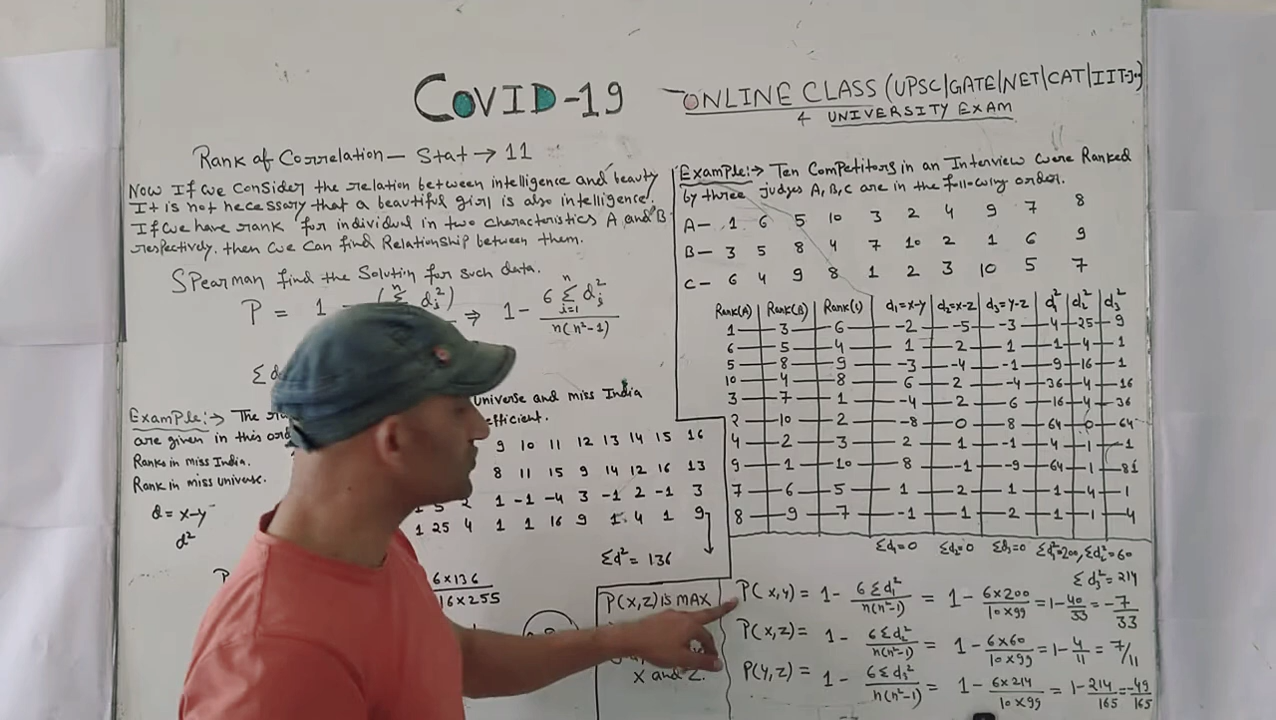 COVID-19
ONLINE CLASS (UPSC|GATE|NET|CAT|IIT-J
& UNIVERSITY EXAM
Rank of Correlation — Stat → 11
Now If we Consider the relation between intelligence and beauty
It is not necessary that a beautiful girl is also intelligence.
If we have rank for individual in two characteristics A and B
respectively, then we can find Relationship between them.
Spearman find the Solution for such data.
P = 1 - (Σ d_i^2) ⇒ 1 - 6 Σ d_i^2 / n(n²-1)
n
i=1
Σ d
Example:→ The
universe and miss India
are given in this
efficient.
9 10 11 12 13 14 15 16
Ranks in miss India.
8 11 15 9 14 12 16 13
Rank in miss universe.
d = x-y
1 5 2 1 -1 -4 3 -1 2 -1 3
d²
1 25 4 1 1 16 9 1 4 1 9
Σd² = 136
6×136
16×255
P(x,z) is MAX
x and z.
Example:→ Ten Competitors in an Interview were Ranked
by three judges A, B, C are in the following order.
A— 1 6 5 10 3 2 4 9 7 8
B— 3 5 8 4 7 10 2 1 6 9
C— 6 4 9 8 1 2 3 10 5 7
Rank(A) Rank(B) Rank(C) d1=x-y d2=x-z d3=y-z d1² d2² d3²
1 3 6 -2 -5 -3 4 25 9
6 5 4 1 2 1 1 4 1
5 8 9 -3 -4 -1 9 16 1
10 4 8 6 2 -4 36 4 16
3 7 1 -4 2 6 16 4 36
2 10 2 -8 0 8 64 0 64
4 2 3 2 1 -1 4 1 1
9 1 10 8 -1 -9 64 1 81
7 6 5 1 2 1 1 4 1
8 9 7 -1 1 2 1 1 4
Σd1=0 Σd2=0 Σd3=0 Σd1²=200, Σd2²=60
Σd3²=214
P(x,y) = 1 - 6Σd1² / n(n²-1) = 1 - 6×200 / 10×99 = 1 - 40/33 = -7/33
P(x,z) = 1 - 6Σd2² / n(n²-1) = 1 - 6×60 / 10×99 = 1 - 4/11 = 7/11
P(y,z) = 1 - 6Σd3² / n(n²-1) = 1 - 6×214 / 10×99 = 1 - 214/165 = -49/165